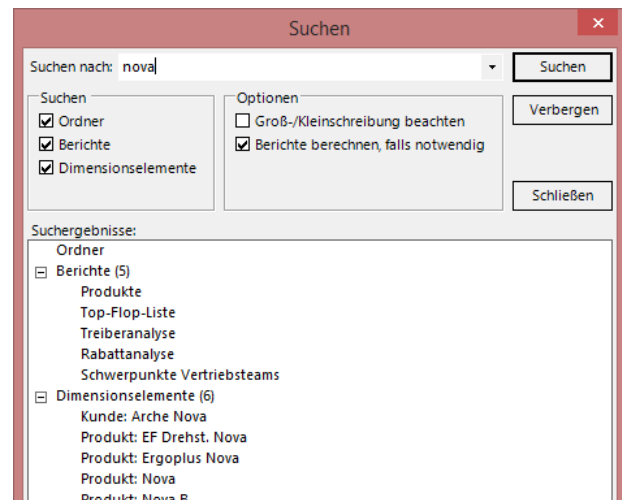 Suchen
Suchen nach: nova
Suchen
Suchen
Optionen
Verbergen
Ordner
Groß-/Kleinschreibung beachten
Berichte
Berichte berechnen, falls notwendig
Dimensionselemente
Schließen
Suchergebnisse:
Ordner
Berichte (5)
Produkte
Top-Flop-Liste
Treiberanalyse
Rabattanalyse
Schwerpunkte Vertriebsteams
Dimensionselemente (6)
Kunde: Arche Nova
Produkt: EF Drehst. Nova
Produkt: Ergoplus Nova
Produkt: Nova
Produkt: Nova B